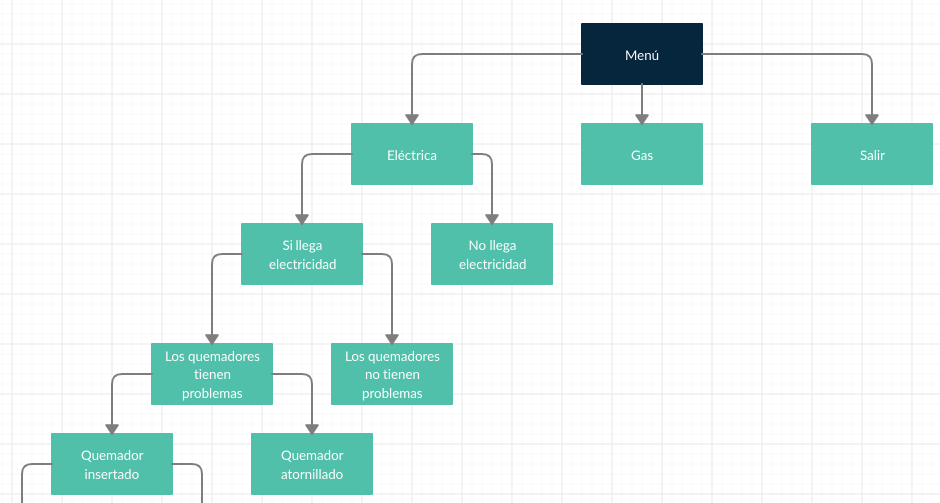 Menú
Eléctrica
Gas
Salir
Si llega
electricidad
No llega
electricidad
Los quemadores
tienen
problemas
Los quemadores
no tienen
problemas
Quemador
insertado
Quemador
atornillado